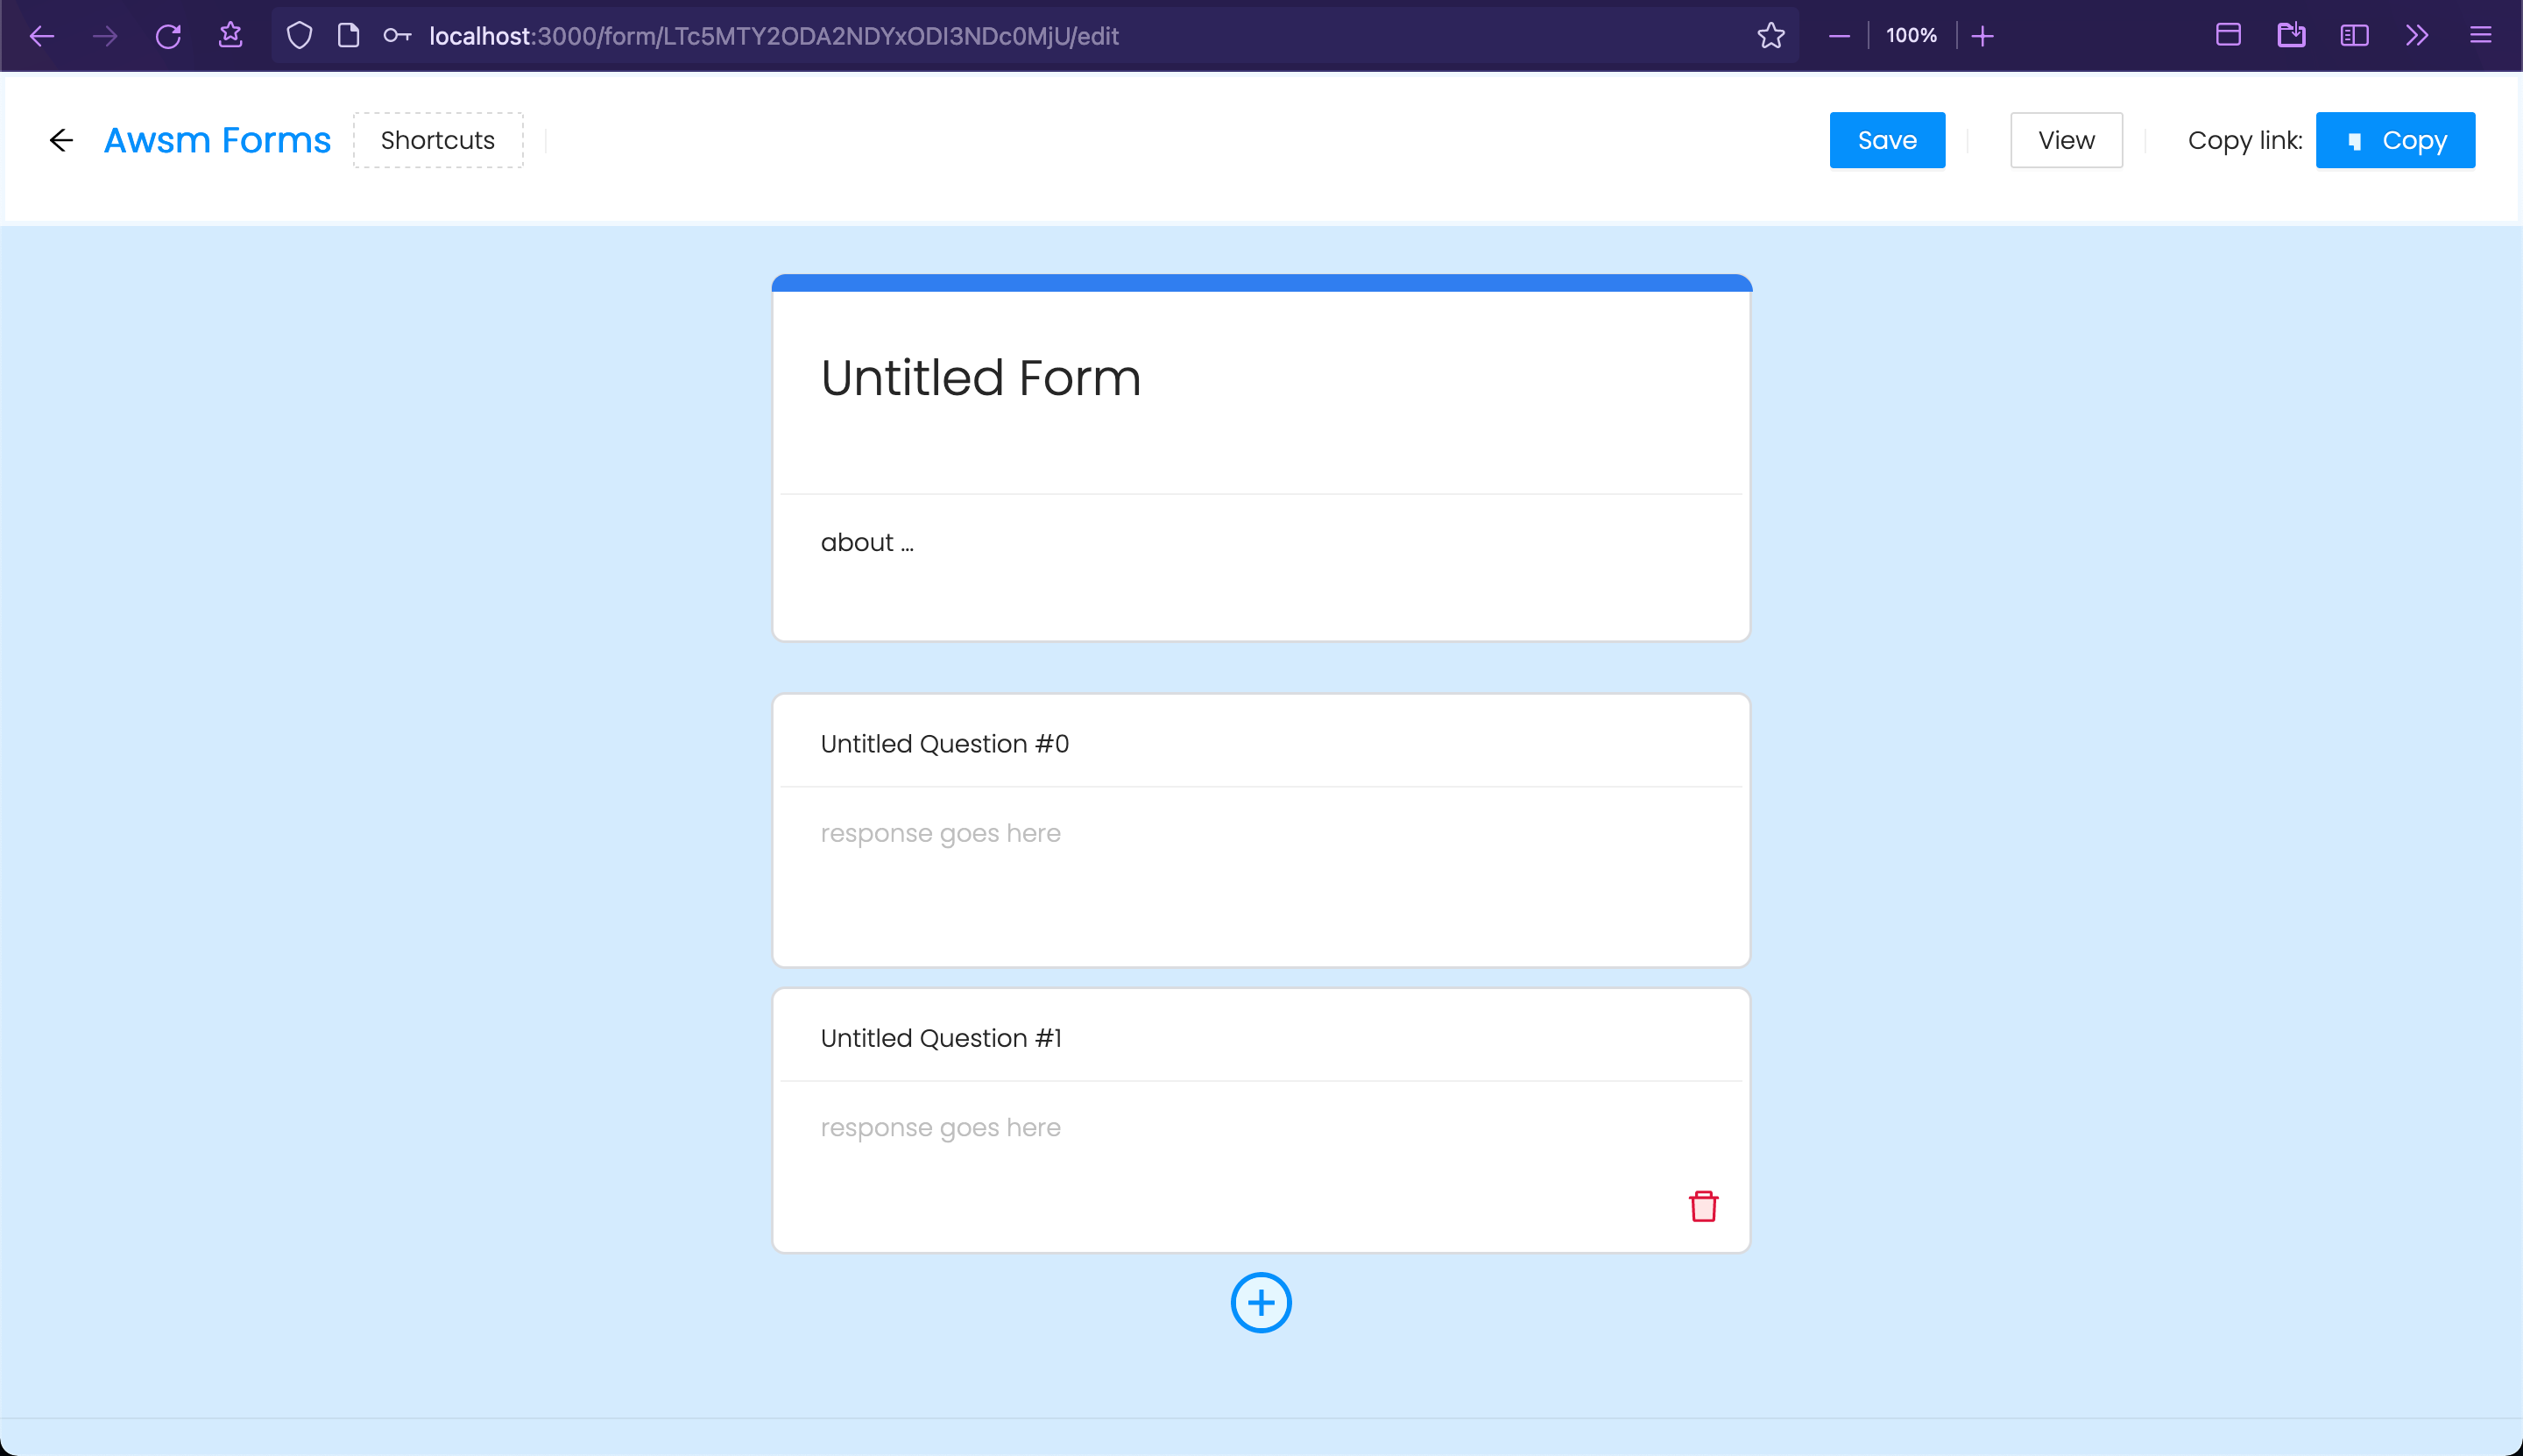 localhost:3000/form/LTc5MTY2ODA2NDYxODI3NDc0MjU/edit
100%
Awsm Forms
Shortcuts
Save
View
Copy link:
Copy
Untitled Form
about ...
Untitled Question #0
response goes here
Untitled Question #1
response goes here